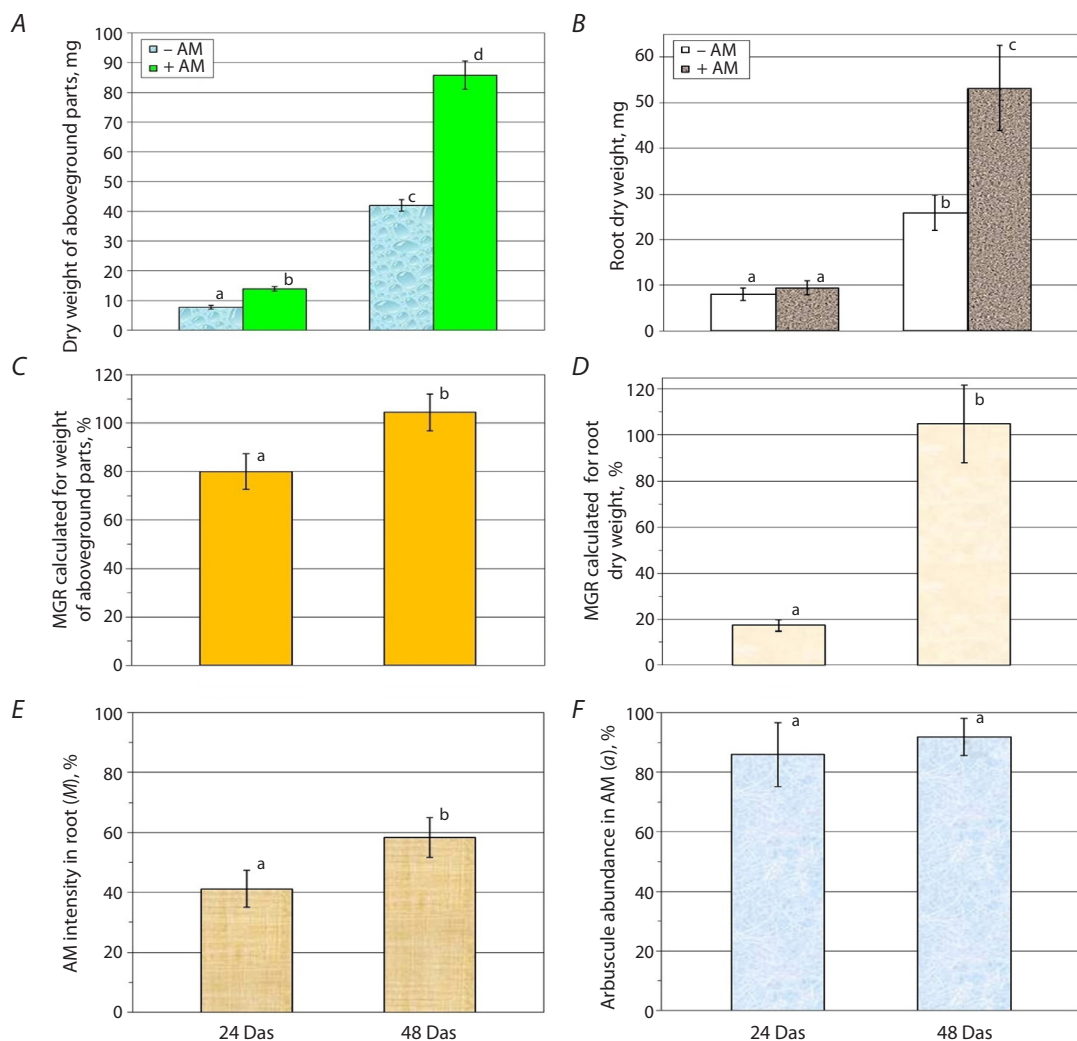 A
Dry weight of aboveground parts, mg
100
90
80
70
60
50
40
30
20
10
0
– AM
+ AM
a
b
c
d
B
Root dry weight, mg
60
50
40
30
20
10
0
– AM
+ AM
a
a
b
c
C
MGR calculated for weight
of aboveground parts, %
120
100
80
60
40
20
0
a
b
D
MGR calculated for root
dry weight, %
120
100
80
60
40
20
0
a
b
E
AM intensity in root (M), %
100
80
60
40
20
0
a
b
24 Das
48 Das
F
Arbuscule abundance in AM (a), %
100
80
60
40
20
0
a
a
24 Das
48 Das